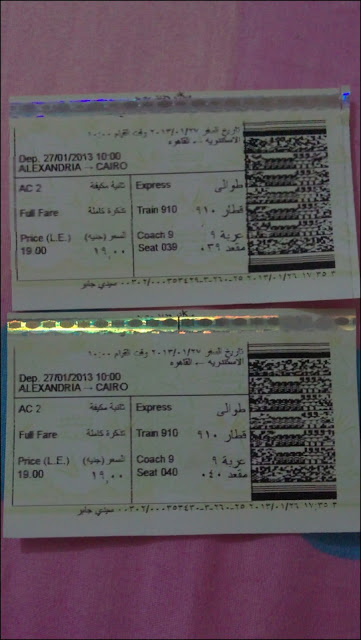 تاريخ السفر ٢٠١٣/٠١/٢٧ وقت القيام ١٠:٠٠
الاسكندريه -- القاهره
Dep. 27/01/2013 10:00
ALEXANDRIA -- CAIRO
AC 2 ثانية مكيفة Express طوالى
Full Fare تذكرة كاملة Train 910 قطار ٩١٠
Price (L.E.) السعر (جنيه) Coach 9 عربة ٩
19.00 ١٩,٠٠ Seat 039 مقعد ٠٣٩
سيدي جابر
تاريخ السفر ٢٠١٣/٠١/٢٧ وقت القيام ١٠:٠٠
الاسكندريه -- القاهره
Dep. 27/01/2013 10:00
ALEXANDRIA -- CAIRO
AC 2 ثانية مكيفة Express طوالى
Full Fare تذكرة كاملة Train 910 قطار ٩١٠
Price (L.E.) السعر (جنيه) Coach 9 عربة ٩
19.00 ١٩,٠٠ Seat 040 مقعد ٠٤٠
سيدي جابر